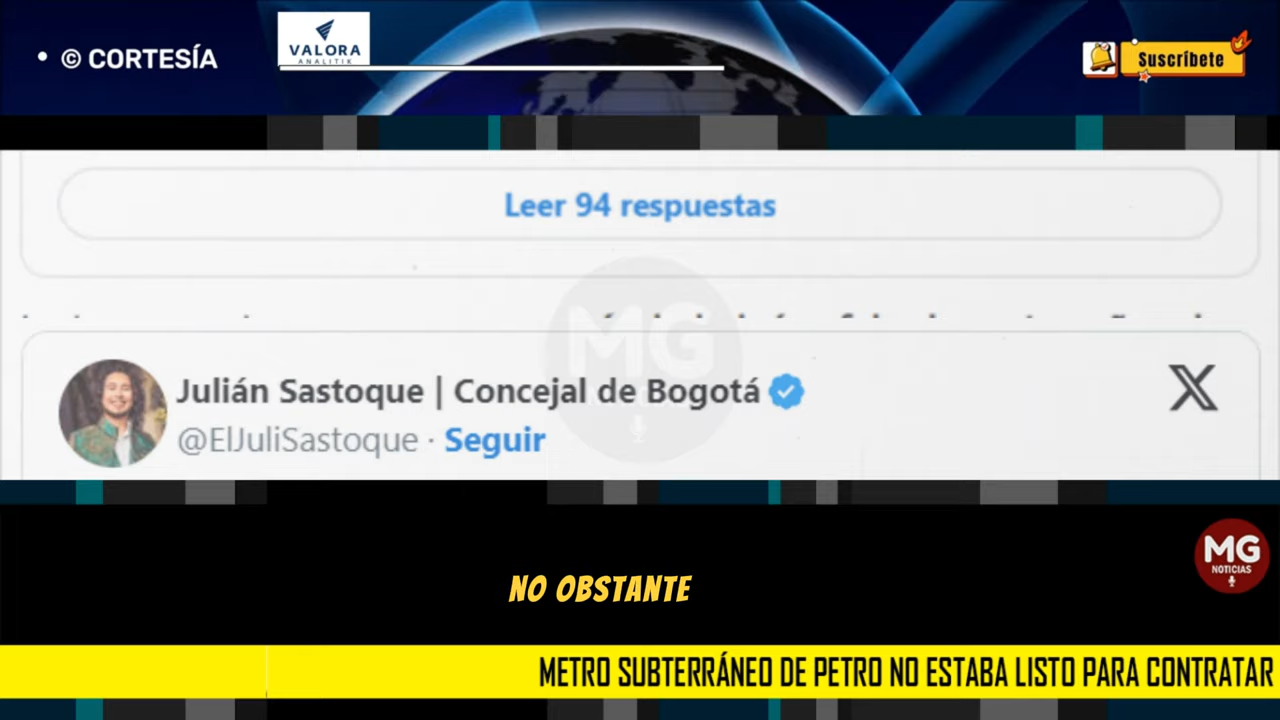 • © CORTESÍA
VALORA
ANALITIK
Suscríbete
Leer 94 respuestas
MG
Julián Sastoque | Concejal de Bogotá
@ElJuliSastoque · Seguir
MG
NOTICIAS
NO OBSTANTE
METRO SUBTERRÁNEO DE PETRO NO ESTABA LISTO PARA CONTRATAR